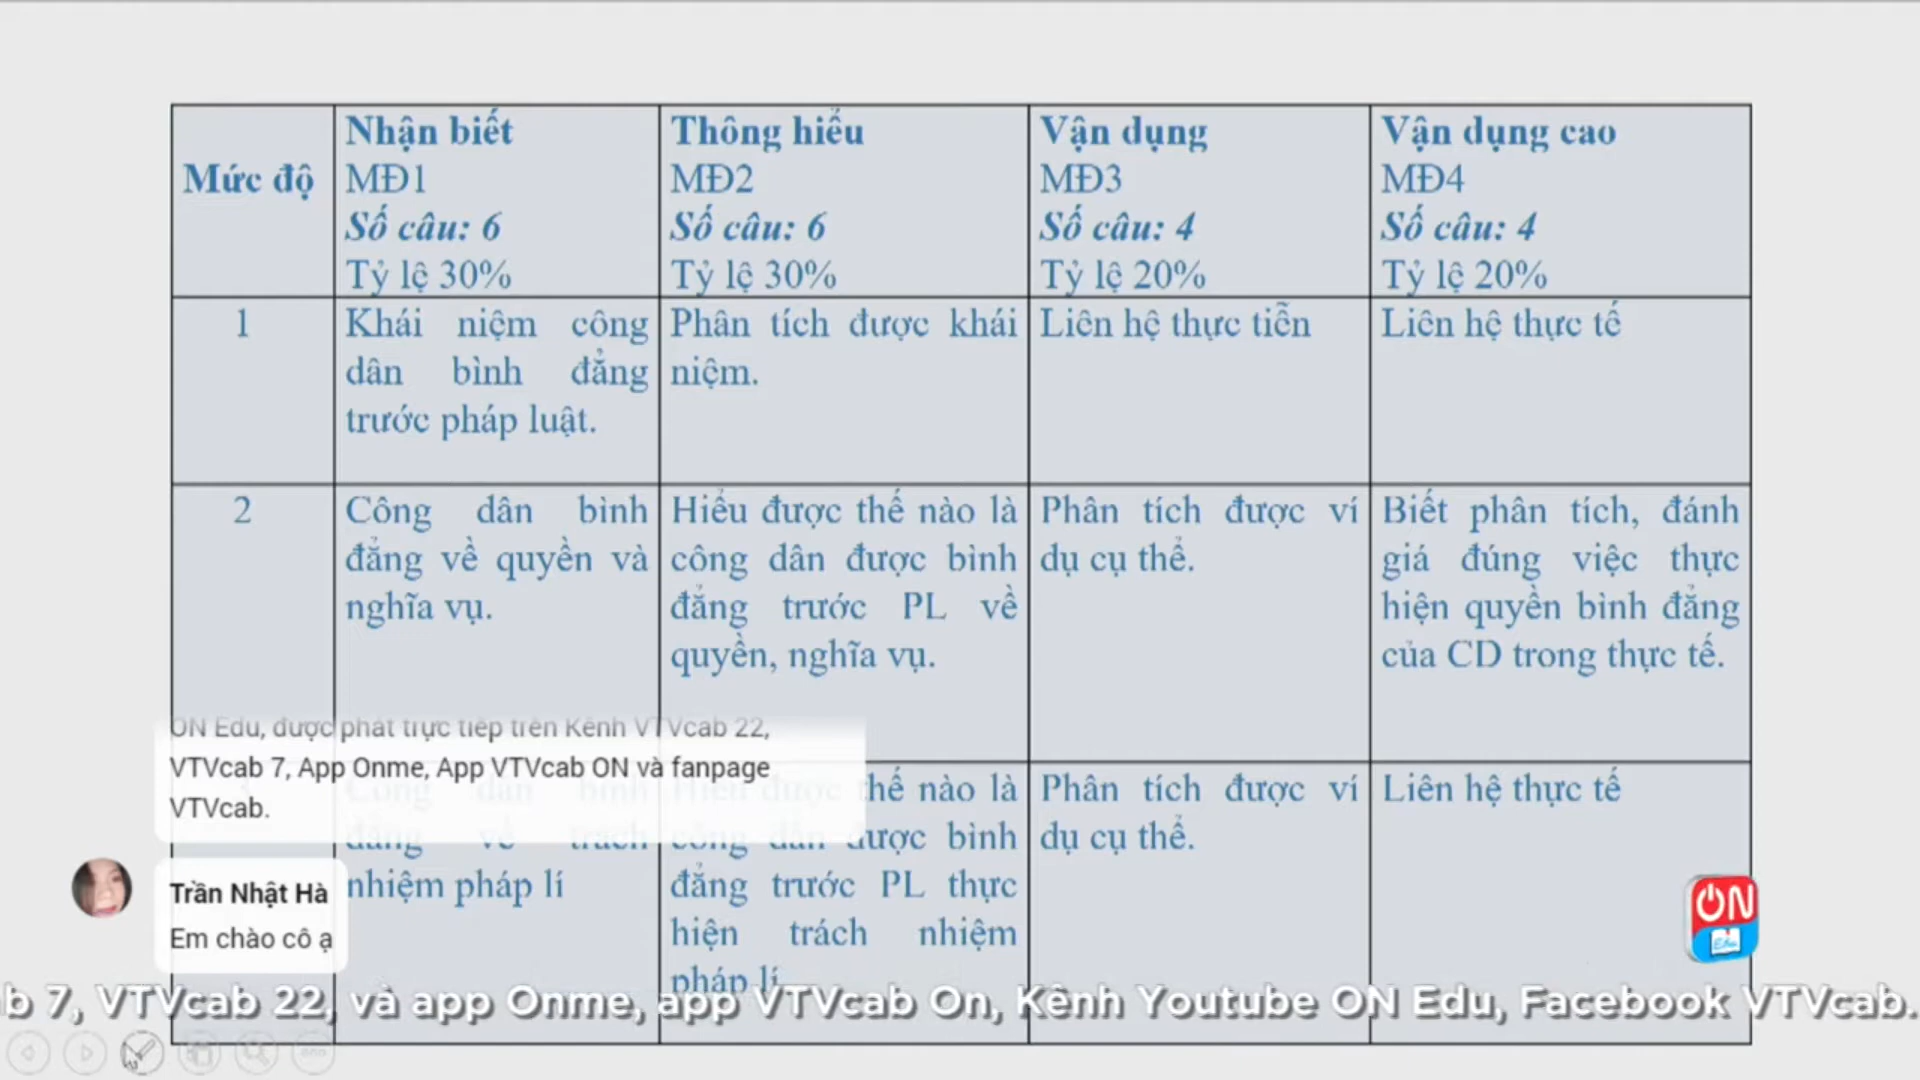 Mức độ
Nhận biết
MĐ1
Số câu: 6
Tỷ lệ 30%
Thông hiểu
MĐ2
Số câu: 6
Tỷ lệ 30%
Vận dụng
MĐ3
Số câu: 4
Tỷ lệ 20%
Vận dụng cao
MĐ4
Số câu: 4
Tỷ lệ 20%
1
Khái niệm công
dân bình đẳng
trước pháp luật.
Phân tích được khái
niệm.
Liên hệ thực tiễn
Liên hệ thực tế
2
Công dân bình
đẳng về quyền và
nghĩa vụ.
Hiểu được thế nào là
công dân được bình
đẳng trước PL về
quyền, nghĩa vụ.
Phân tích được ví
dụ cụ thể.
Biết phân tích, đánh
giá đúng việc thực
hiện quyền bình đẳng
của CD trong thực tế.
Công dân bình
đẳng về trách
nhiệm pháp lí
Hiểu được thế nào là
công dân được bình
đẳng trước PL thực
hiện trách nhiệm
pháp lí
Phân tích được ví
dụ cụ thể.
Liên hệ thực tế
ON Edu, được phát trực tiếp trên Kênh VTVcab 22,
VTVcab 7, App Onme, App VTVcab ON và fanpage
VTVcab.
Trần Nhật Hà
Em chào cô ạ
ON
Edu
b 7, VTVcab 22, và app Onme, app VTVcab On, Kênh Youtube ON Edu, Facebook VTVcab.